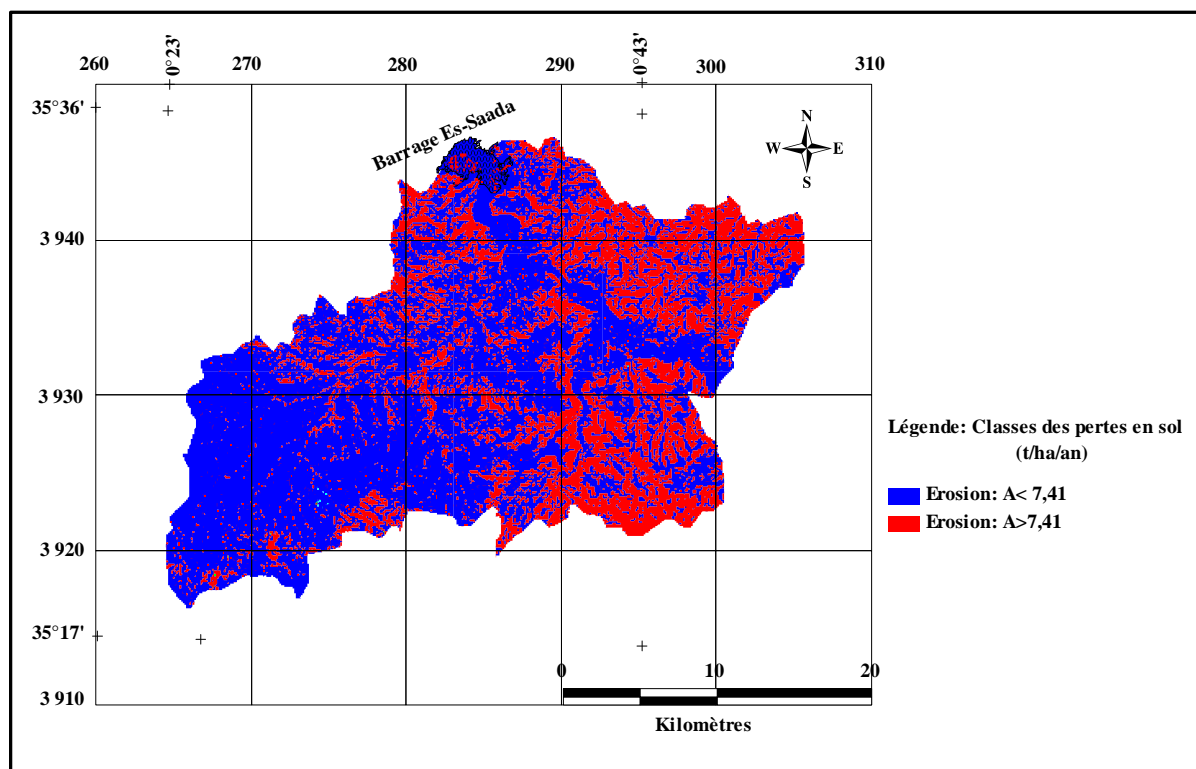 260
0°23'
270
280
290
0°43'
300
310
35°36'
Barrage Es-Saada
N
W
E
S
3 940
3 930
Légende: Classes des pertes en sol
(t/ha/an)
Erosion: A< 7,41
Erosion: A>7,41
3 920
35°17'
0
10
20
3 910
Kilomètres